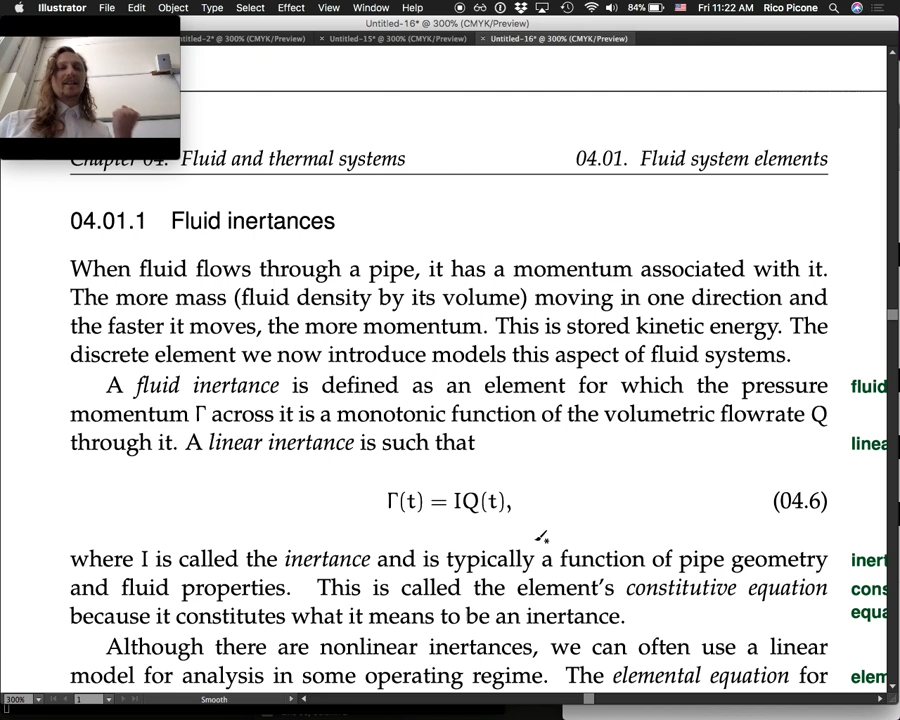 Illustrator File Edit Object Type Select Effect View Window Help 84% Fri 11:22 AM Rico Picone
Untitled-16* @ 300% (CMYK/Preview)
titled-2* @ 300% (CMYK/Preview) × Untitled-15* @ 300% (CMYK/Preview) × Untitled-16* @ 300% (CMYK/Preview)
Chapter 04. Fluid and thermal systems 04.01. Fluid system elements
04.01.1 Fluid inertances
When fluid flows through a pipe, it has a momentum associated with it.
The more mass (fluid density by its volume) moving in one direction and
the faster it moves, the more momentum. This is stored kinetic energy. The
discrete element we now introduce models this aspect of fluid systems.
A fluid inertance is defined as an element for which the pressure fluid
momentum Γ across it is a monotonic function of the volumetric flowrate Q
through it. A linear inertance is such that linea
Γ(t) = IQ(t), (04.6)
where I is called the inertance and is typically a function of pipe geometry inert
and fluid properties. This is called the element's constitutive equation cons
because it constitutes what it means to be an inertance. equa
Although there are nonlinear inertances, we can often use a linear
model for analysis in some operating regime. The elemental equation for elem
300% 1 Smooth